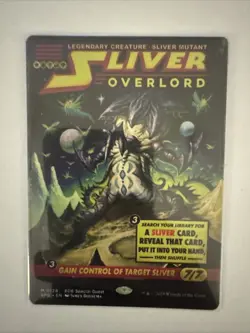 LEGENDARY CREATURE · SLIVER MUTANT
SLIVER
OVERLORD
3
SEARCH YOUR LIBRARY FOR
A SLIVER CARD,
REVEAL THAT CARD,
PUT IT INTO YOUR HAND,
THEN SHUFFLE
3
GAIN CONTROL OF TARGET SLIVER
7/7
EN